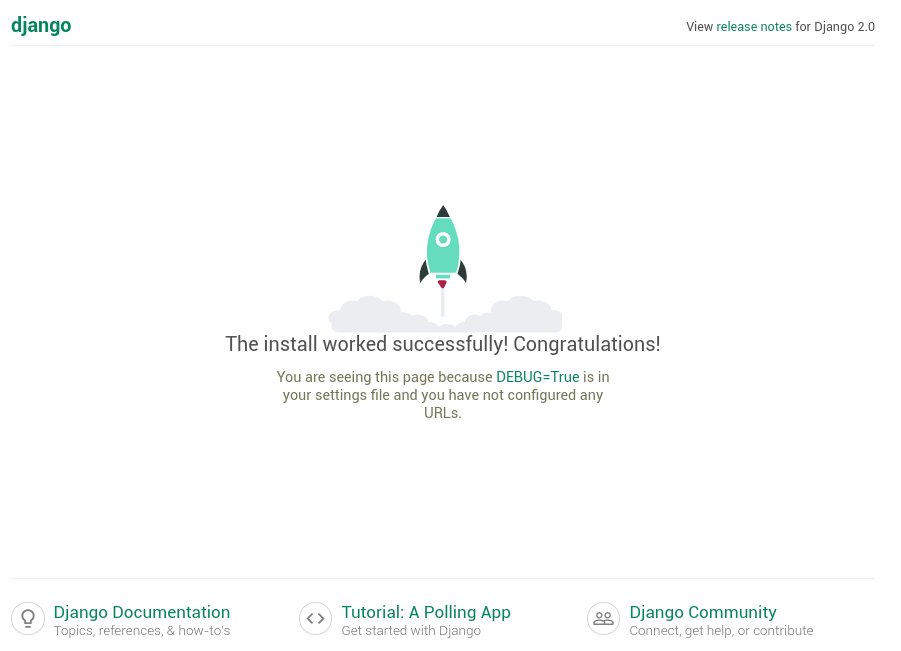 django
View release notes for Django 2.0
The install worked successfully! Congratulations!
You are seeing this page because DEBUG=True is in
your settings file and you have not configured any
URLs.
Django Documentation
Topics, references, & how-to's
Tutorial: A Polling App
Get started with Django
Django Community
Connect, get help, or contribute